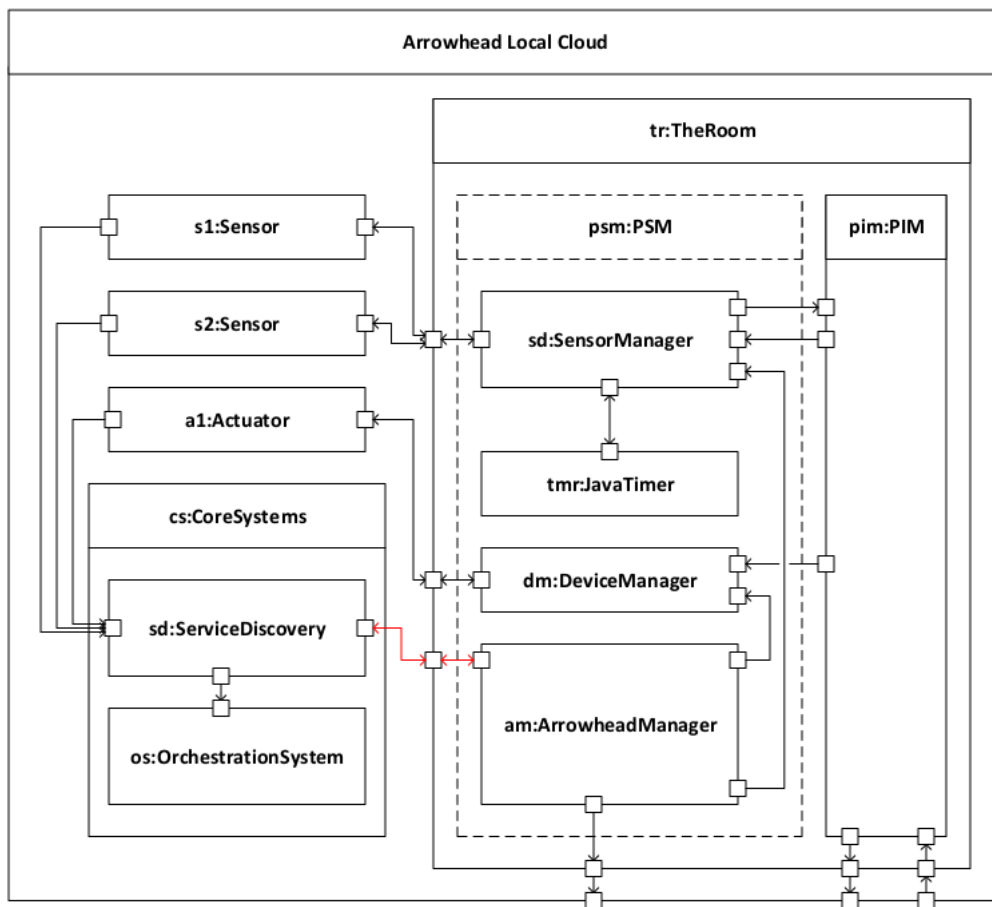 Arrowhead Local Cloud
tr:TheRoom
psm:PSM
pim:PIM
s1:Sensor
s2:Sensor
sd:SensorManager
a1:Actuator
tmr:JavaTimer
cs:CoreSystems
dm:DeviceManager
sd:ServiceDiscovery
am:ArrowheadManager
os:OrchestrationSystem